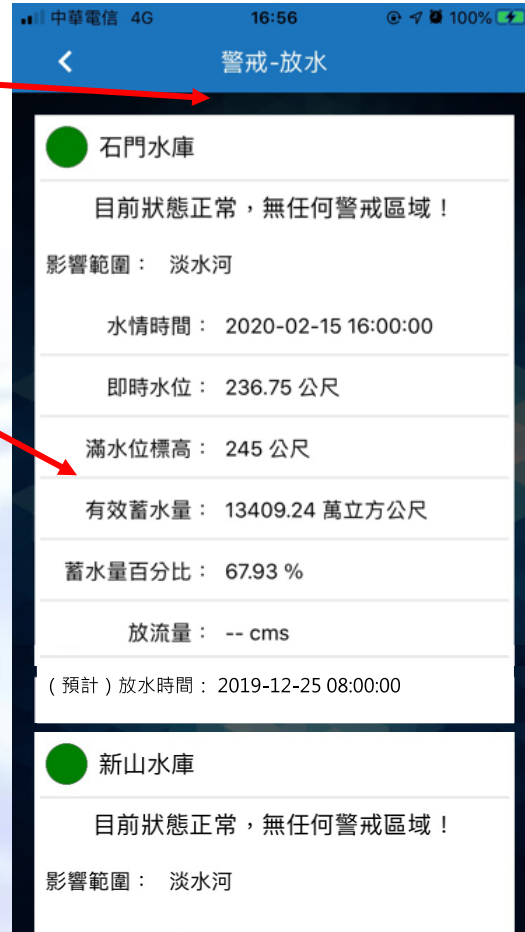 中華電信 4G 16:56 100%
警戒-放水
石門水庫
目前狀態正常，無任何警戒區域！
影響範圍： 淡水河
水情時間： 2020-02-15 16:00:00
即時水位： 236.75 公尺
滿水位標高： 245 公尺
有效蓄水量： 13409.24 萬立方公尺
蓄水量百分比： 67.93 %
放流量： -- cms
（預計）放水時間： 2019-12-25 08:00:00
新山水庫
目前狀態正常，無任何警戒區域！
影響範圍： 淡水河